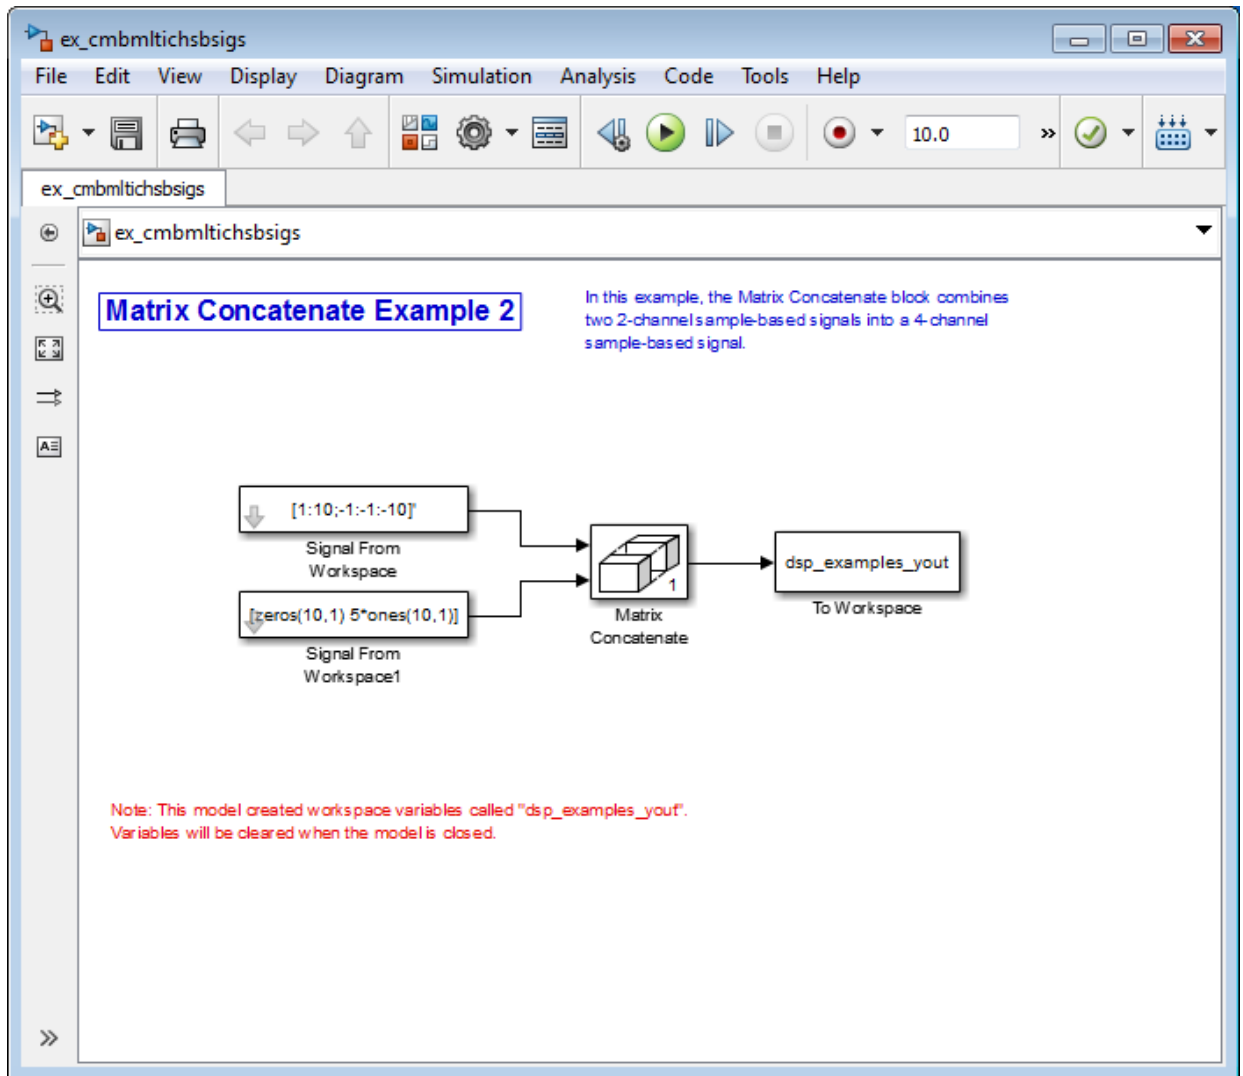 ex_cmbmltichsbsigs
File Edit View Display Diagram Simulation Analysis Code Tools Help
10.0
ex_cmbmltichsbsigs
ex_cmbmltichsbsigs
Matrix Concatenate Example 2
In this example, the Matrix Concatenate block combines
two 2-channel sample-based signals into a 4-channel
sample-based signal.
[1:10;-1:-1:-10]'
Signal From
Workspace
[zeros(10,1) 5*ones(10,1)]
Signal From
Workspace1
1
Matrix
Concatenate
dsp_examples_yout
To Workspace
Note: This model created workspace variables called "dsp_examples_yout".
Variables will be cleared when the model is closed.